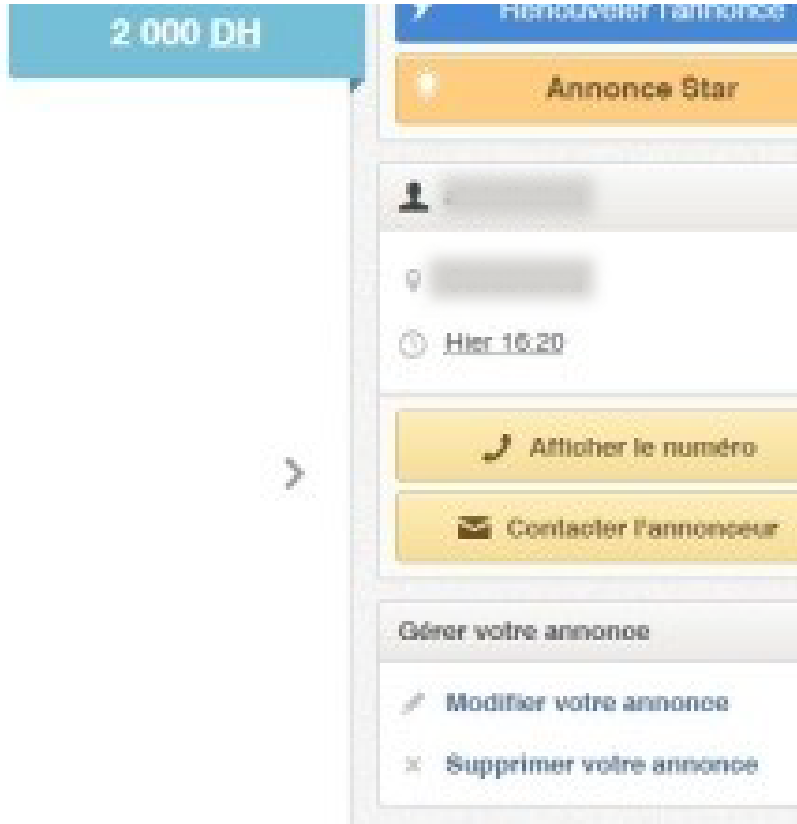 2 000 DH
Renouveler l'annonce
Annonce Star
Hier 16:20
Afficher le numéro
Contacter l'annonceur
Gérer votre annonce
Modifier votre annonce
Supprimer votre annonce